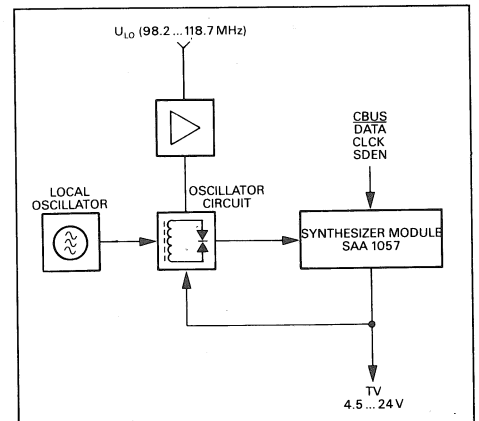 U_LO (98.2 ... 118.7 MHz)
CBUS
DATA
CLCK
SDEN
LOCAL
OSCILLATOR
OSCILLATOR
CIRCUIT
SYNTHESIZER MODULE
SAA 1057
TV
4.5 ... 24 V